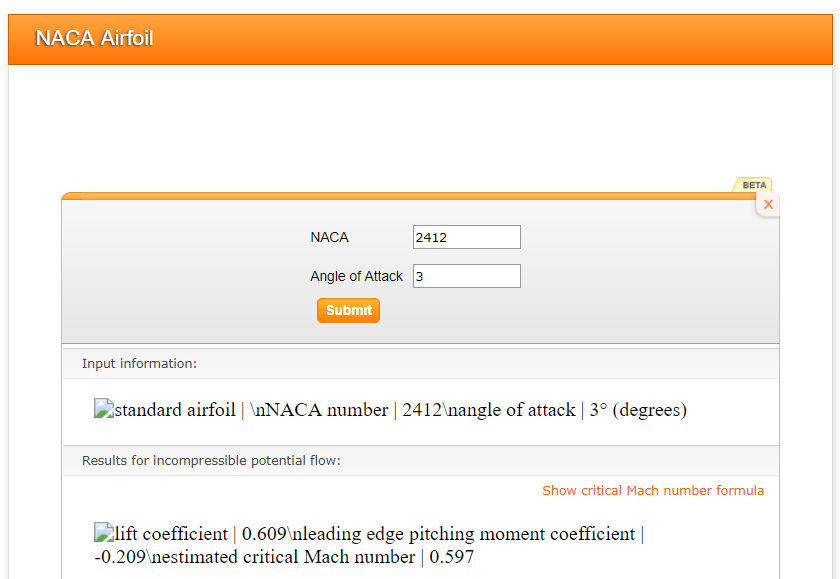 NACA Airfoil
BETA
x
NACA 2412
Angle of Attack 3
Submit
Input information:
standard airfoil | \nNACA number | 2412\nangle of attack | 3° (degrees)
Results for incompressible potential flow:
Show critical Mach number formula
lift coefficient | 0.609\nleading edge pitching moment coefficient |
-0.209\nestimated critical Mach number | 0.597